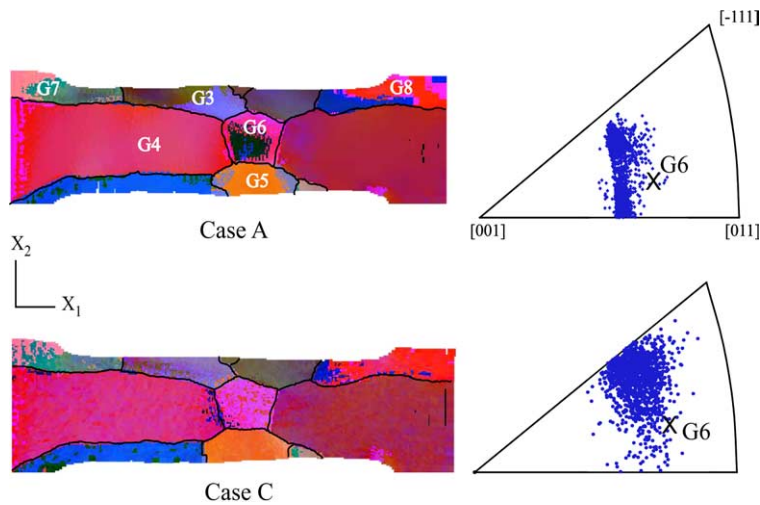 [-111]
G7
G3
G8
G6
G4
G6
G5
[001]
[011]
Case A
X2
X1
G6
Case C